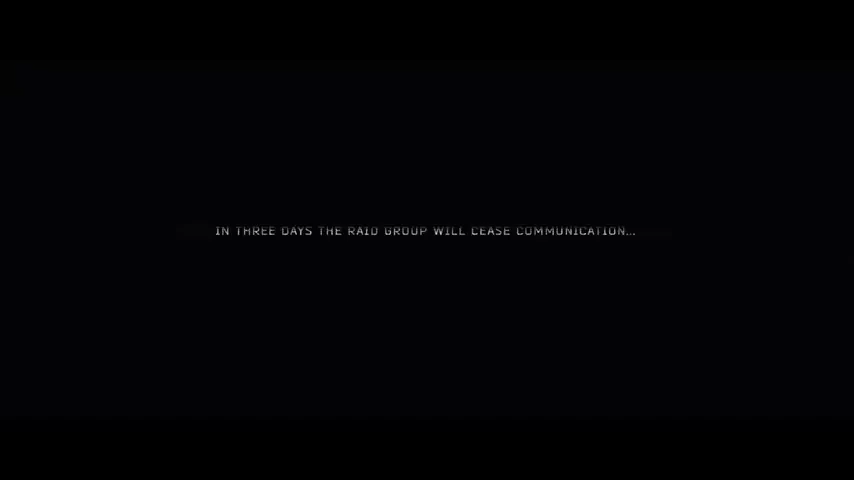 IN THREE DAYS THE RAID GROUP WILL CEASE COMMUNICATION...